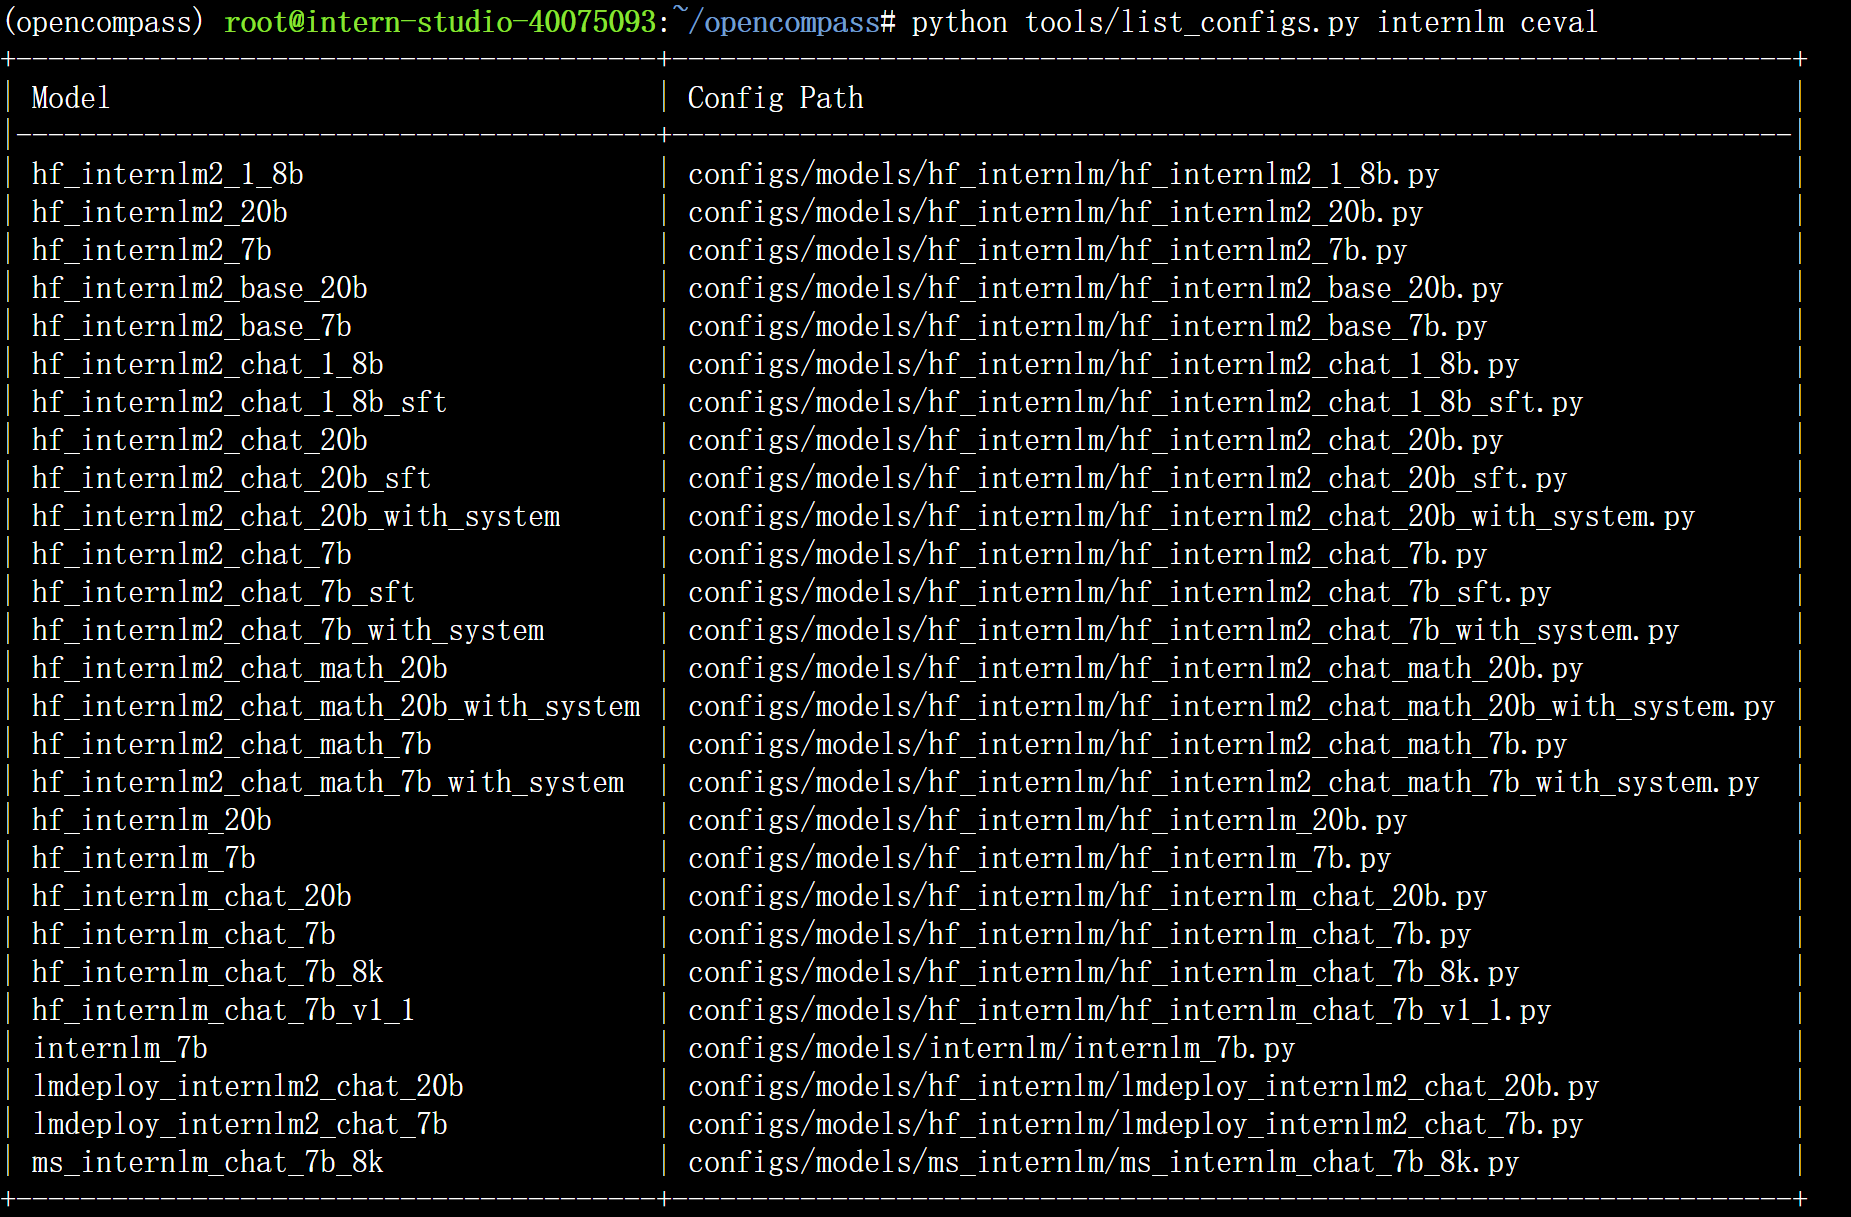 (opencompass) root@intern-studio-40075093:~/opencompass# python tools/list_configs.py internlm ceval
+----------------------------------------+----------------------------------------------------------------------+
| Model                                  | Config Path                                                          |
|----------------------------------------+----------------------------------------------------------------------|
| hf_internlm2_1_8b                      | configs/models/hf_internlm/hf_internlm2_1_8b.py                      |
| hf_internlm2_20b                       | configs/models/hf_internlm/hf_internlm2_20b.py                       |
| hf_internlm2_7b                        | configs/models/hf_internlm/hf_internlm2_7b.py                        |
| hf_internlm2_base_20b                  | configs/models/hf_internlm/hf_internlm2_base_20b.py                  |
| hf_internlm2_base_7b                   | configs/models/hf_internlm/hf_internlm2_base_7b.py                   |
| hf_internlm2_chat_1_8b                 | configs/models/hf_internlm/hf_internlm2_chat_1_8b.py                 |
| hf_internlm2_chat_1_8b_sft             | configs/models/hf_internlm/hf_internlm2_chat_1_8b_sft.py             |
| hf_internlm2_chat_20b                  | configs/models/hf_internlm/hf_internlm2_chat_20b.py                  |
| hf_internlm2_chat_20b_sft              | configs/models/hf_internlm/hf_internlm2_chat_20b_sft.py              |
| hf_internlm2_chat_20b_with_system      | configs/models/hf_internlm/hf_internlm2_chat_20b_with_system.py      |
| hf_internlm2_chat_7b                   | configs/models/hf_internlm/hf_internlm2_chat_7b.py                   |
| hf_internlm2_chat_7b_sft               | configs/models/hf_internlm/hf_internlm2_chat_7b_sft.py               |
| hf_internlm2_chat_7b_with_system       | configs/models/hf_internlm/hf_internlm2_chat_7b_with_system.py       |
| hf_internlm2_chat_math_20b             | configs/models/hf_internlm/hf_internlm2_chat_math_20b.py             |
| hf_internlm2_chat_math_20b_with_system | configs/models/hf_internlm/hf_internlm2_chat_math_20b_with_system.py |
| hf_internlm2_chat_math_7b              | configs/models/hf_internlm/hf_internlm2_chat_math_7b.py              |
| hf_internlm2_chat_math_7b_with_system  | configs/models/hf_internlm/hf_internlm2_chat_math_7b_with_system.py  |
| hf_internlm_20b                        | configs/models/hf_internlm/hf_internlm_20b.py                        |
| hf_internlm_7b                         | configs/models/hf_internlm/hf_internlm_7b.py                         |
| hf_internlm_chat_20b                   | configs/models/hf_internlm/hf_internlm_chat_20b.py                   |
| hf_internlm_chat_7b                    | configs/models/hf_internlm/hf_internlm_chat_7b.py                    |
| hf_internlm_chat_7b_8k                 | configs/models/hf_internlm/hf_internlm_chat_7b_8k.py                 |
| hf_internlm_chat_7b_v1_1               | configs/models/hf_internlm/hf_internlm_chat_7b_v1_1.py               |
| internlm_7b                            | configs/models/internlm/internlm_7b.py                               |
| lmdeploy_internlm2_chat_20b            | configs/models/hf_internlm/lmdeploy_internlm2_chat_20b.py            |
| lmdeploy_internlm2_chat_7b             | configs/models/hf_internlm/lmdeploy_internlm2_chat_7b.py             |
| ms_internlm_chat_7b_8k                 | configs/models/ms_internlm/ms_internlm_chat_7b_8k.py                 |
+----------------------------------------+----------------------------------------------------------------------+